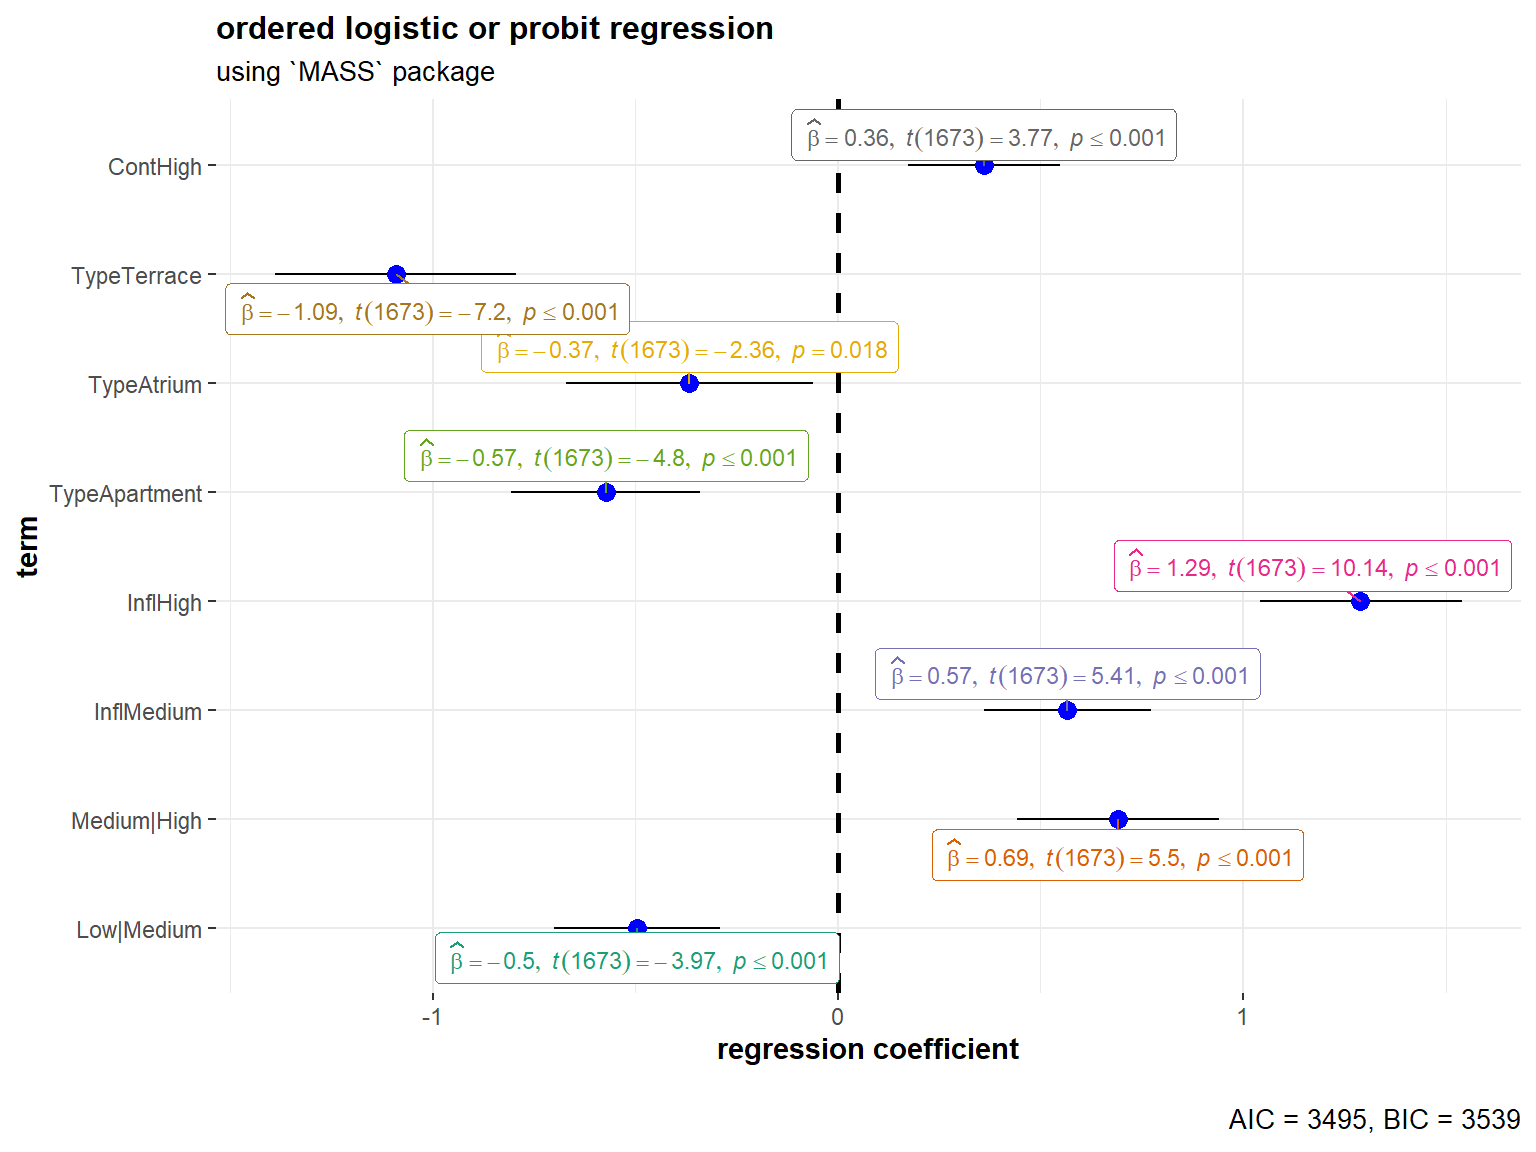 ordered logistic or probit regression
using `MASS` package
term
ContHigh
β̂ = 0.36, t(1673) = 3.77, p ≤ 0.001
TypeTerrace
β̂ = −1.09, t(1673) = −7.2, p ≤ 0.001
β̂ = −0.37, t(1673) = −2.36, p = 0.018
TypeAtrium
β̂ = −0.57, t(1673) = −4.8, p ≤ 0.001
TypeApartment
β̂ = 1.29, t(1673) = 10.14, p ≤ 0.001
InflHigh
β̂ = 0.57, t(1673) = 5.41, p ≤ 0.001
InflMedium
Medium|High
β̂ = 0.69, t(1673) = 5.5, p ≤ 0.001
Low|Medium
β̂ = −0.5, t(1673) = −3.97, p ≤ 0.001
-1 0 1
regression coefficient
AIC = 3495, BIC = 3539